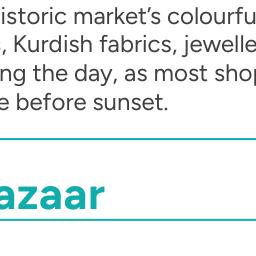 istoric market's colourfu
, Kurdish fabrics, jewelle
ng the day, as most shop
e before sunset.
azaar